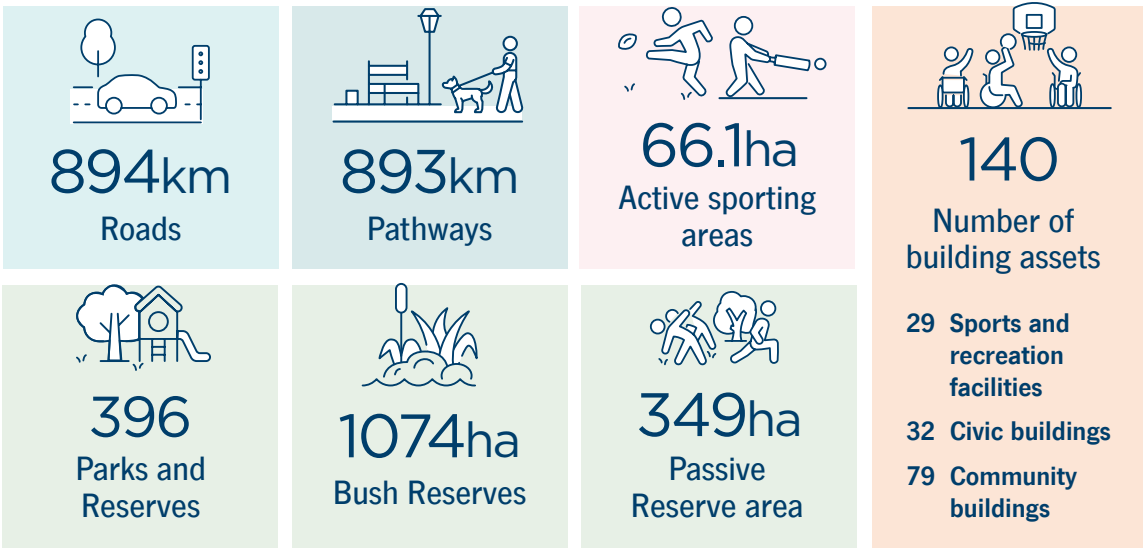 894km
Roads
893km
Pathways
66.1ha
Active sporting
areas
140
Number of
building assets
29 Sports and
recreation
facilities
32 Civic buildings
79 Community
buildings
396
Parks and
Reserves
1074ha
Bush Reserves
349ha
Passive
Reserve area